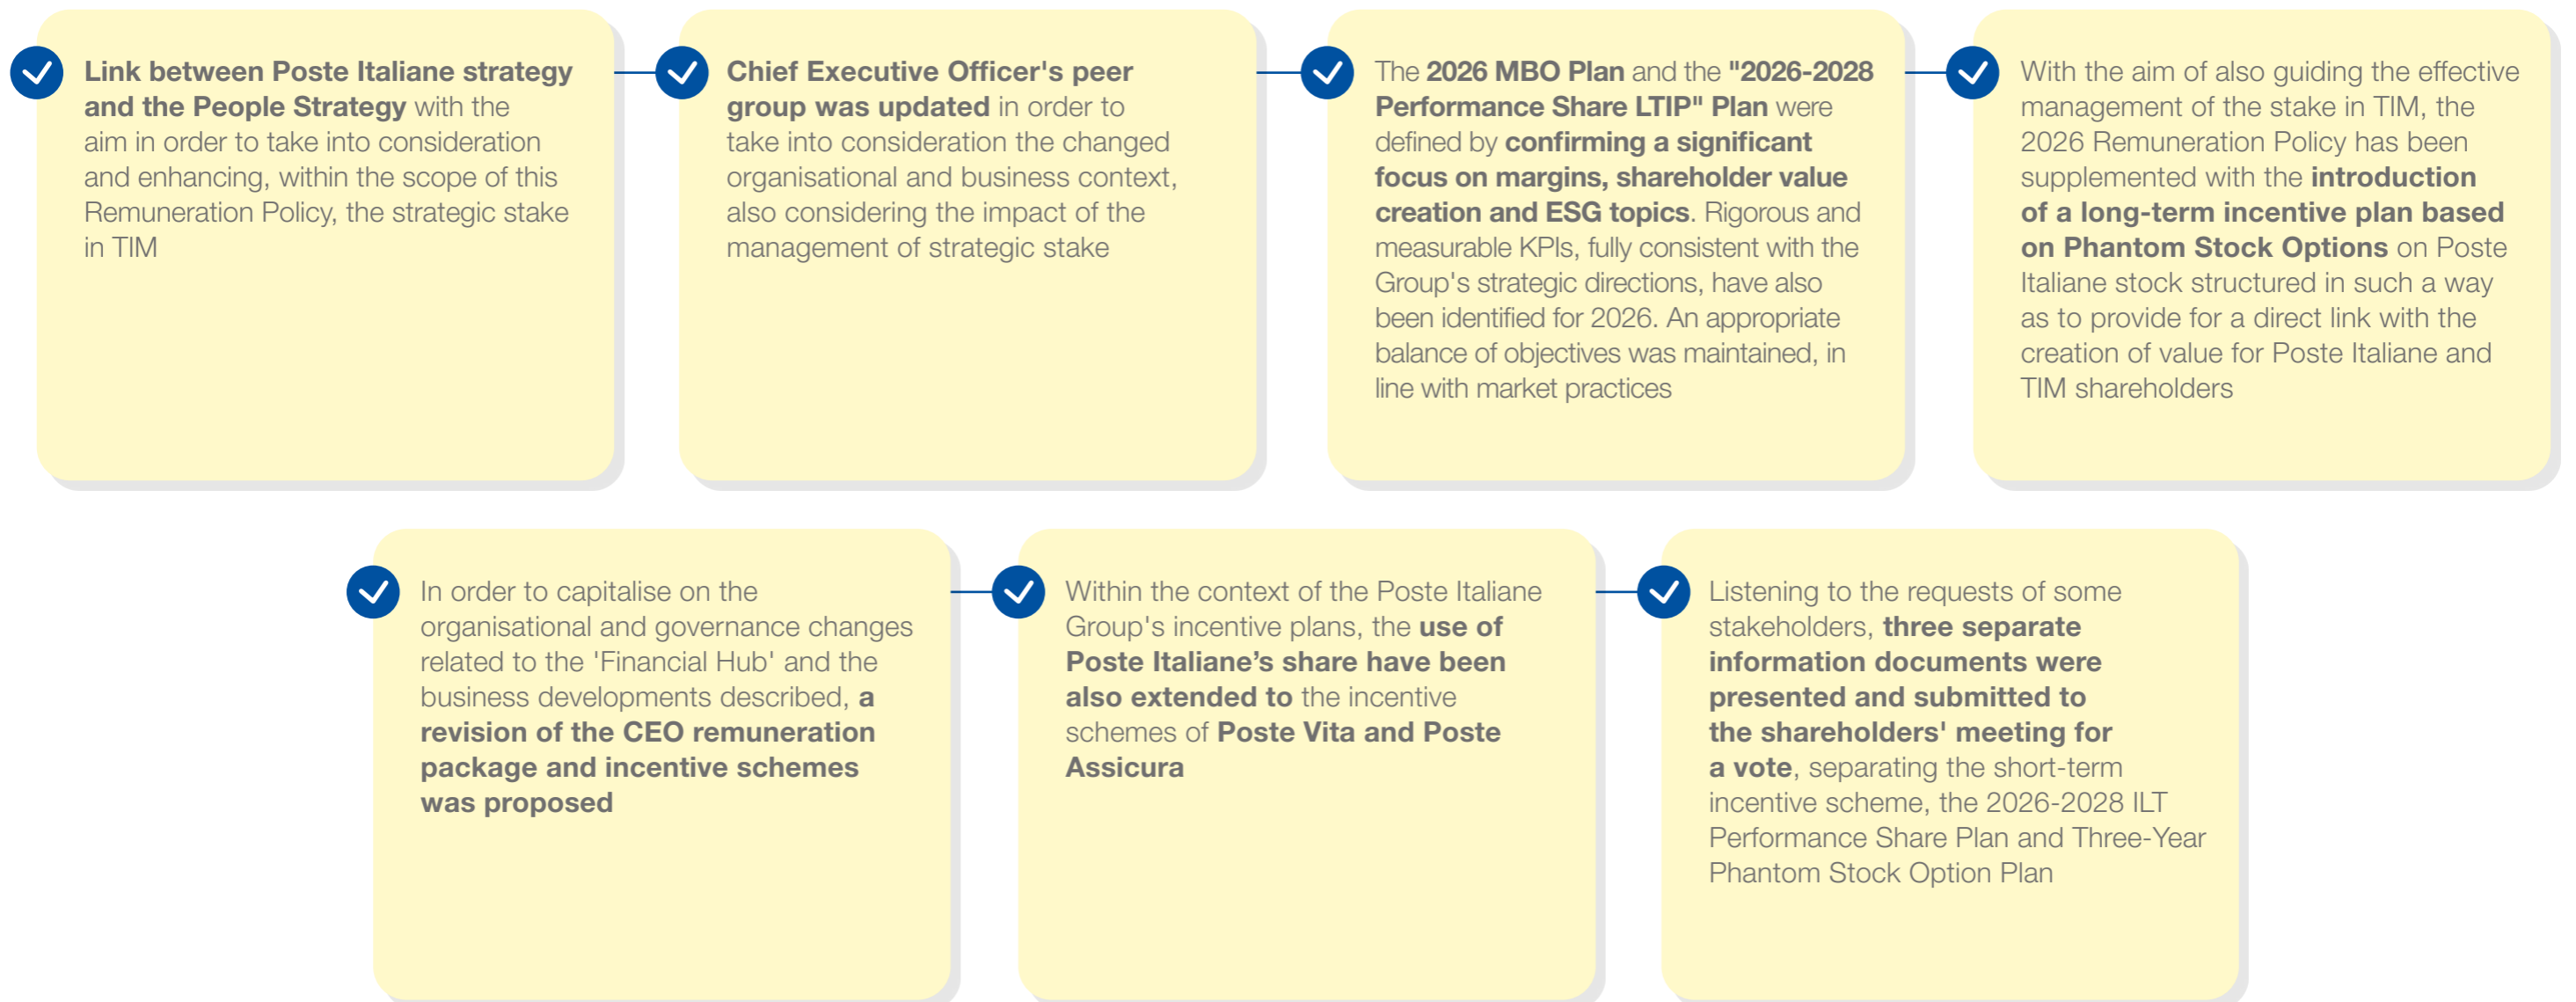 Link between Poste Italiane strategy
and the People Strategy with the
aim in order to take into consideration
and enhancing, within the scope of this
Remuneration Policy, the strategic stake
in TIM
Chief Executive Officer's peer
group was updated in order to
take into consideration the changed
organisational and business context,
also considering the impact of the
management of strategic stake
The 2026 MBO Plan and the "2026-2028
Performance Share LTIP" Plan were
defined by confirming a significant
focus on margins, shareholder value
creation and ESG topics. Rigorous and
measurable KPIs, fully consistent with the
Group's strategic directions, have also
been identified for 2026. An appropriate
balance of objectives was maintained, in
line with market practices
With the aim of also guiding the effective
management of the stake in TIM, the
2026 Remuneration Policy has been
supplemented with the introduction
of a long-term incentive plan based
on Phantom Stock Options on Poste
Italiane stock structured in such a way
as to provide for a direct link with the
creation of value for Poste Italiane and
TIM shareholders
In order to capitalise on the
organisational and governance changes
related to the 'Financial Hub' and the
business developments described, a
revision of the CEO remuneration
package and incentive schemes
was proposed
Within the context of the Poste Italiane
Group's incentive plans, the use of
Poste Italiane’s share have been
also extended to the incentive
schemes of Poste Vita and Poste
Assicura
Listening to the requests of some
stakeholders, three separate
information documents were
presented and submitted to
the shareholders' meeting for
a vote, separating the short-term
incentive scheme, the 2026-2028 ILT
Performance Share Plan and Three-Year
Phantom Stock Option Plan